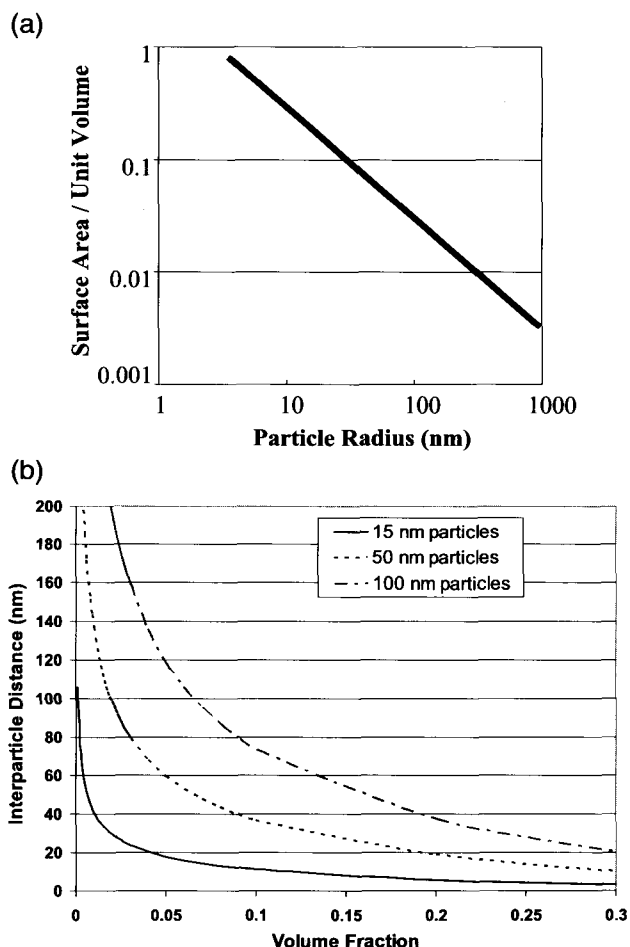 (a)
Surface Area / Unit Volume
1
0.1
0.01
0.001
1 10 100 1000
Particle Radius (nm)
(b)
Interparticle Distance (nm)
200
180
160
140
120
100
80
60
40
20
0
15 nm particles
50 nm particles
100 nm particles
0 0.05 0.1 0.15 0.2 0.25 0.3
Volume Fraction